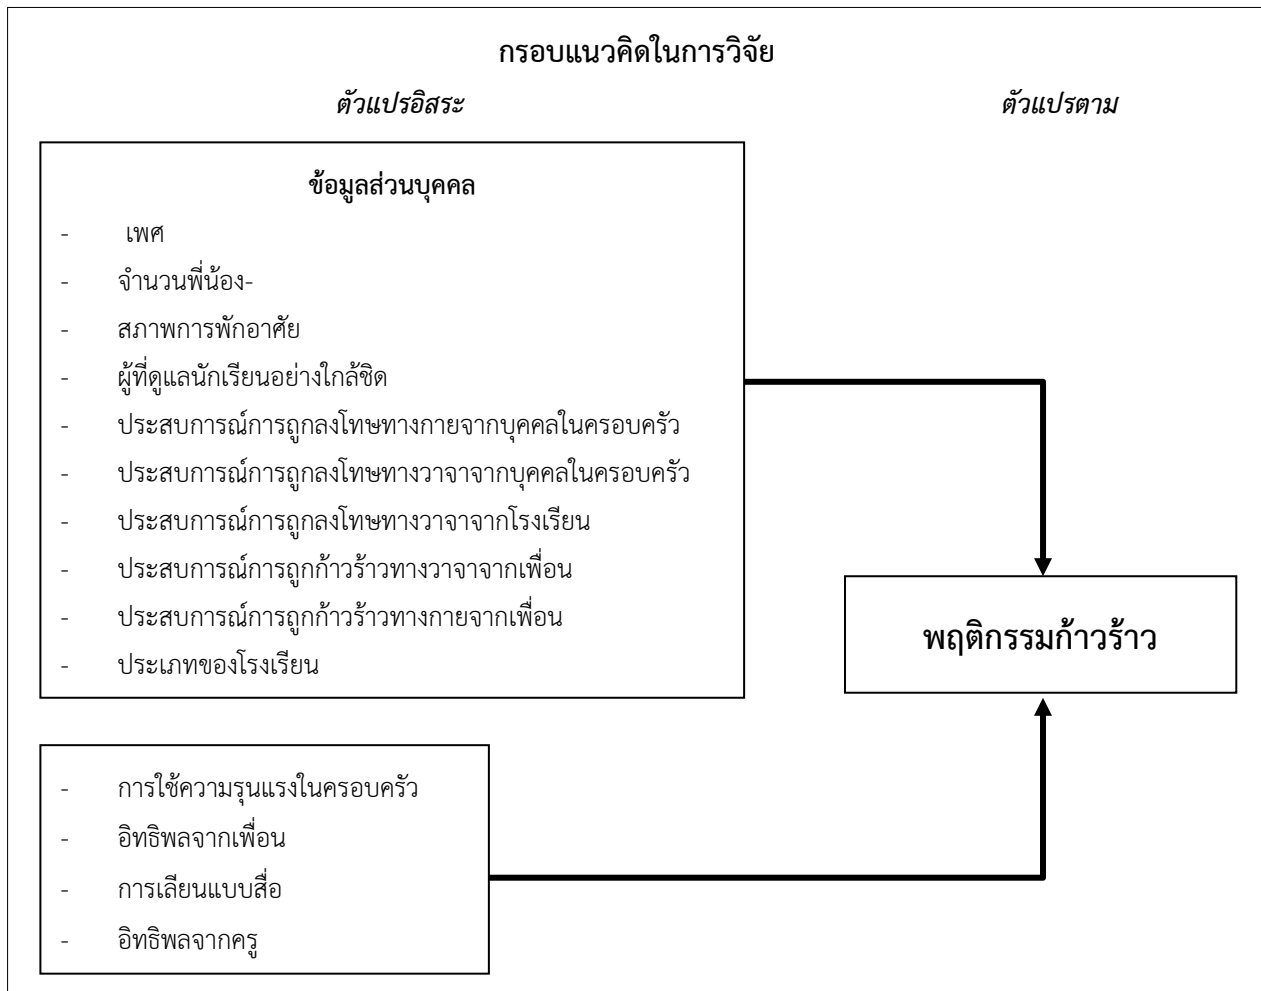 กรอบแนวคิดในการวิจัย
ตัวแปรอิสระ ตัวแปรตาม
ข้อมูลส่วนบุคคล
- เพศ
- จำนวนพี่น้อง-
- สภาพการพักอาศัย
- ผู้ที่ดูแลนักเรียนอย่างใกล้ชิด
- ประสบการณ์การถูกลงโทษทางกายจากบุคคลในครอบครัว
- ประสบการณ์การถูกลงโทษทางวาจาจากบุคคลในครอบครัว
- ประสบการณ์การถูกลงโทษทางวาจาจากโรงเรียน
- ประสบการณ์การถูกก้าวร้าวทางวาจาจากเพื่อน
- ประสบการณ์การถูกก้าวร้าวทางกายจากเพื่อน
- ประเภทของโรงเรียน
พฤติกรรมก้าวร้าว
- การใช้ความรุนแรงในครอบครัว
- อิทธิพลจากเพื่อน
- การเลียนแบบสื่อ
- อิทธิพลจากครู